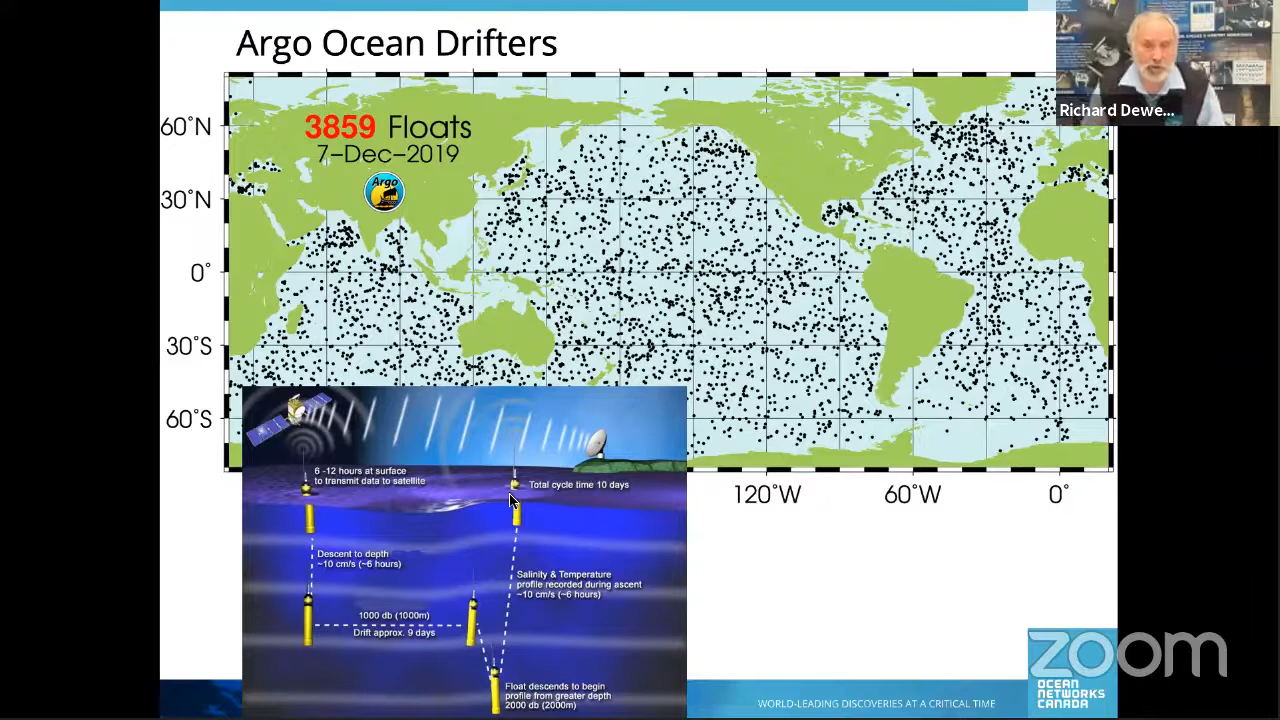 Argo Ocean Drifters
Richard Dewe...
3859 Floats
7-Dec-2019
Argo
60°N
30°N
0°
30°S
60°S
120°W
60°W
0°
6 -12 hours at surface
to transmit data to satellite
Total cycle time 10 days
Descent to depth
~10 cm/s (~6 hours)
Salinity & Temperature
profile recorded during ascent
~10 cm/s (~6 hours)
1000 db (1000m)
Drift approx. 9 days
Float descends to begin
profile from greater depth
2000 db (2000m)
zoom
OCEAN
NETWORKS
CANADA
WORLD-LEADING DISCOVERIES AT A CRITICAL TIME